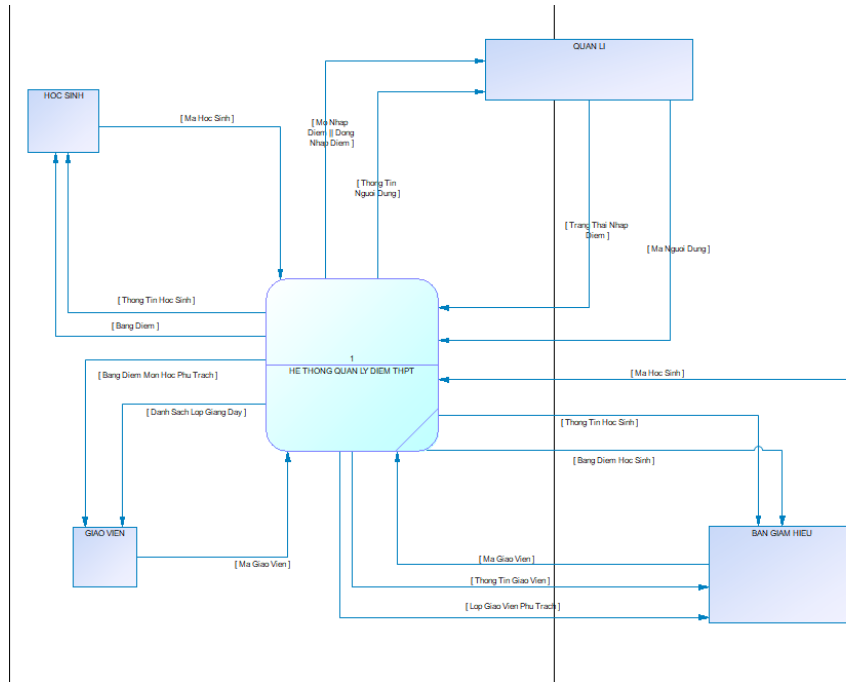 QUAN LI
HOC SINH
[ Ma Hoc Sinh ]
[ Mo Nhap
Diem || Dong
Nhap Diem ]
[ Thong Tin
Nguoi Dung ]
[ Trang Thai Nhap
Diem ]
[ Ma Nguoi Dung ]
[ Thong Tin Hoc Sinh ]
[ Bang Diem ]
1
HE THONG QUAN LY DIEM THPT
[ Bang Diem Mon Hoc Phu Trach ]
[ Ma Hoc Sinh ]
[ Danh Sach Lop Giang Day ]
[ Thong Tin Hoc Sinh ]
[ Bang Diem Hoc Sinh ]
GIAO VIEN
BAN GIAM HIEU
[ Ma Giao Vien ]
[ Ma Giao Vien ]
[ Thong Tin Giao Vien ]
[ Lop Giao Vien Phu Trach ]